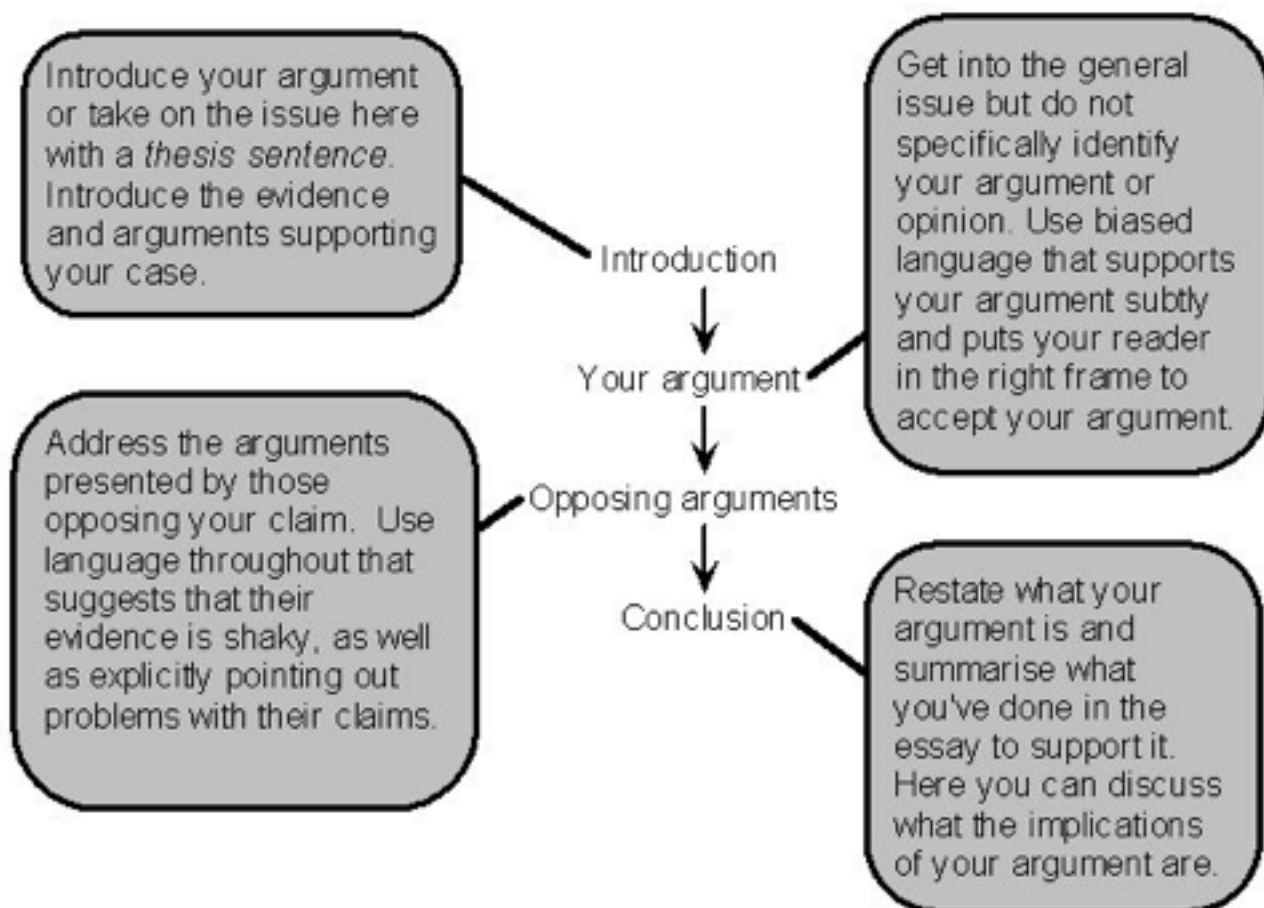 Introduce your argument
or take on the issue here
with a thesis sentence.
Introduce the evidence
and arguments supporting
your case.
Get into the general
issue but do not
specifically identify
your argument or
opinion. Use biased
language that supports
your argument subtly
and puts your reader
in the right frame to
accept your argument.
Introduction
Your argument
Opposing arguments
Conclusion
Address the arguments
presented by those
opposing your claim. Use
language throughout that
suggests that their
evidence is shaky, as well
as explicitly pointing out
problems with their claims.
Restate what your
argument is and
summarise what
you've done in the
essay to support it.
Here you can discuss
what the implications
of your argument are.